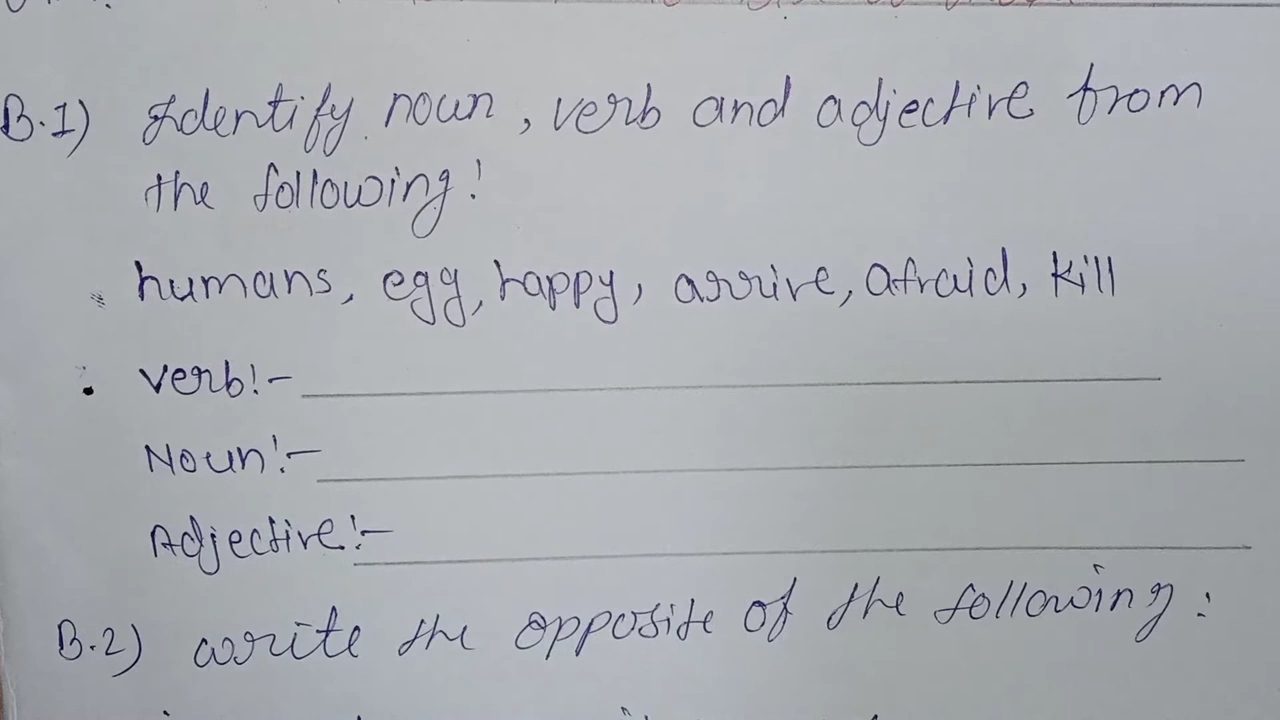 B.1) Identify noun, verb and adjective from
the following:
humans, egg, happy, arrive, afraid, kill
verb:-
Noun:-
Adjective:-
B.2) write the opposite of the following: